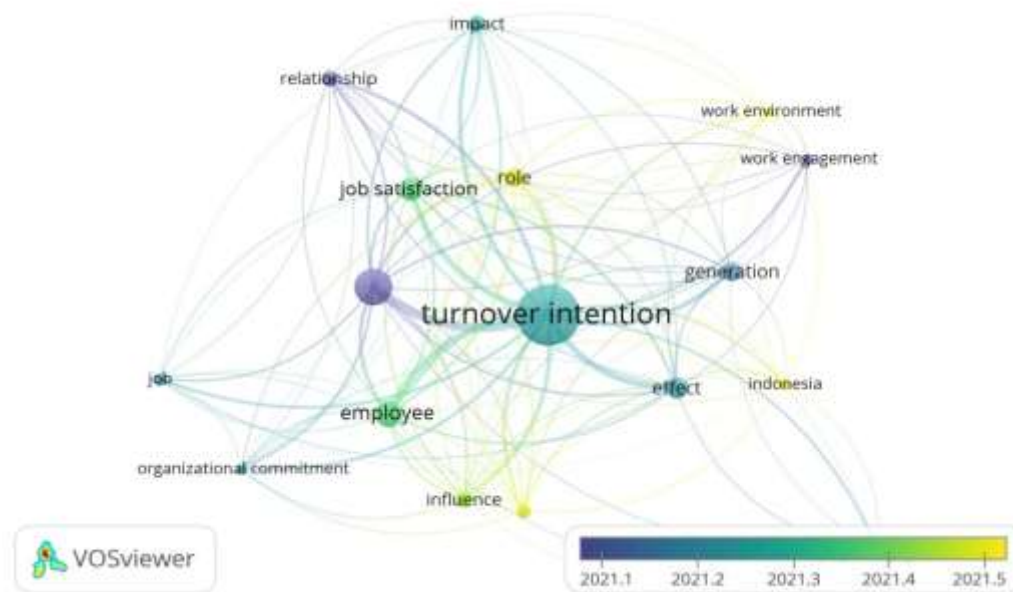 impact
relationship
work environment
work engagement
job satisfaction
role
generation
turnover intention
job
effect
indonesia
employee
organizational commitment
influence
VOSviewer
2021.1 2021.2 2021.3 2021.4 2021.5